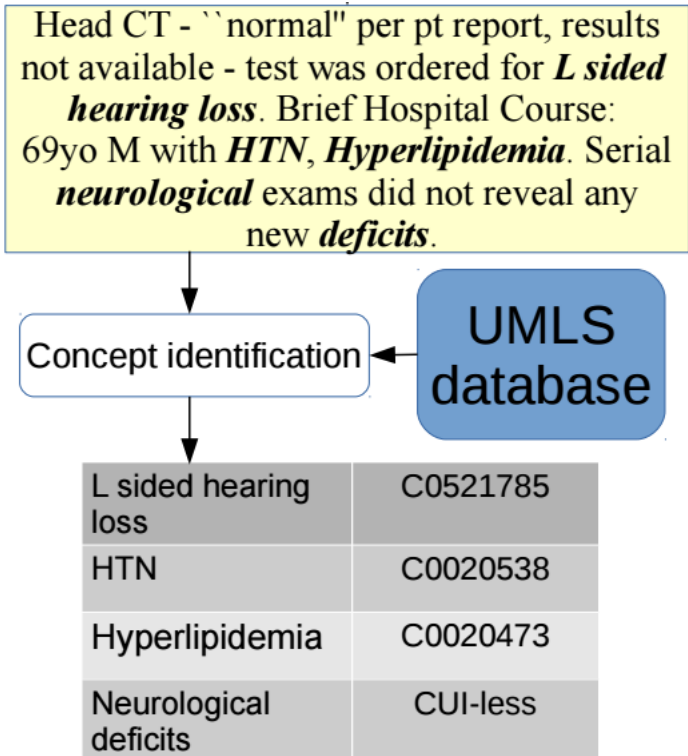 Head CT - ``normal" per pt report, results
not available - test was ordered for L sided
hearing loss. Brief Hospital Course:
69yo M with HTN, Hyperlipidemia. Serial
neurological exams did not reveal any
new deficits.
Concept identification
UMLS
database
L sided hearing
loss
C0521785
HTN
C0020538
Hyperlipidemia
C0020473
Neurological
deficits
CUI-less